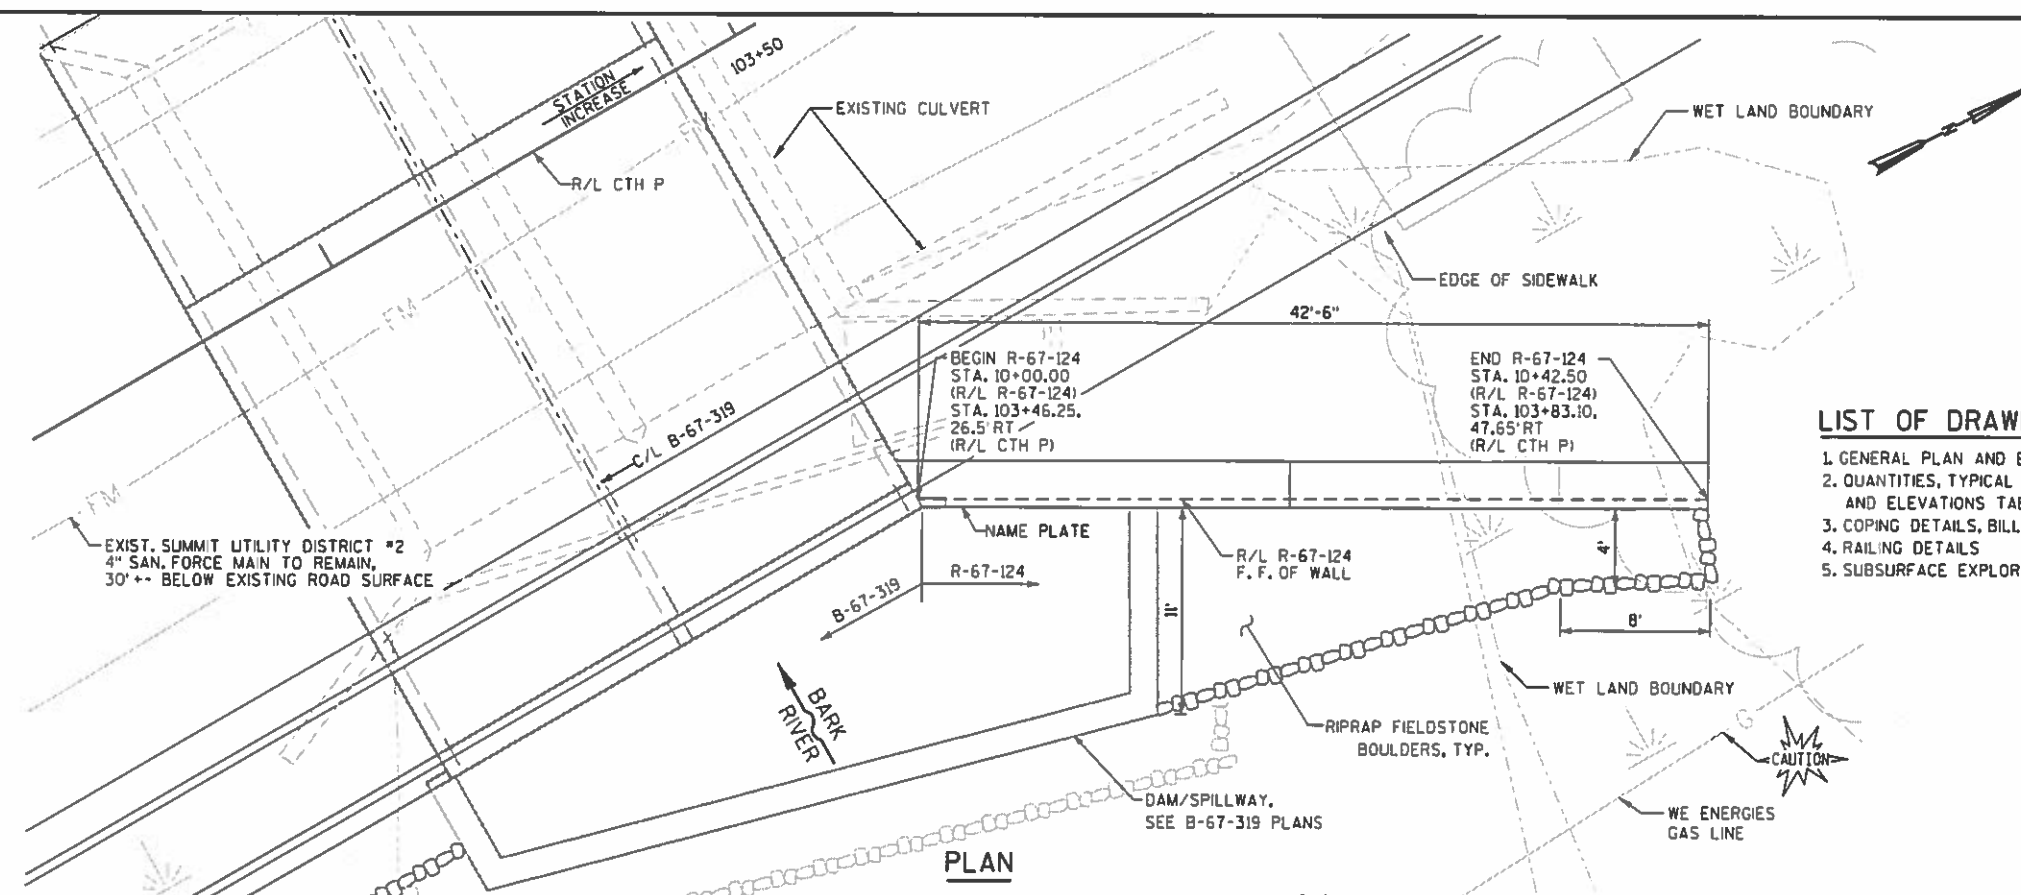 103+50
STATION
INCREASE
EXISTING CULVERT
WET LAND BOUNDARY
N
R/L CTH P
EDGE OF SIDEWALK
42'-6"
FM
BEGIN R-67-124
STA. 10+00.00
(R/L R-67-124)
STA. 103+46.25,
26.5' RT
(R/L CTH P)
END R-67-124
STA. 10+42.50
(R/L R-67-124)
STA. 103+83.10,
47.65' RT
(R/L CTH P)
C/L B-67-319
LIST OF DRAW
1. GENERAL PLAN AND E
2. QUANTITIES, TYPICAL
AND ELEVATIONS TAB
3. COPING DETAILS, BILL
4. RAILING DETAILS
5. SUBSURFACE EXPLOR
FM
EXIST. SUMMIT UTILITY DISTRICT #2
4" SAN. FORCE MAIN TO REMAIN,
30' +- BELOW EXISTING ROAD SURFACE
NAME PLATE
R/L R-67-124
F. F. OF WALL
4'
B-67-319
R-67-124
11'
8'
BARK
RIVER
WET LAND BOUNDARY
RIPRAP FIELDSTONE
BOULDERS, TYP.
G
CAUTION
DAM/SPILLWAY,
SEE B-67-319 PLANS
WE ENERGIES
GAS LINE
PLAN